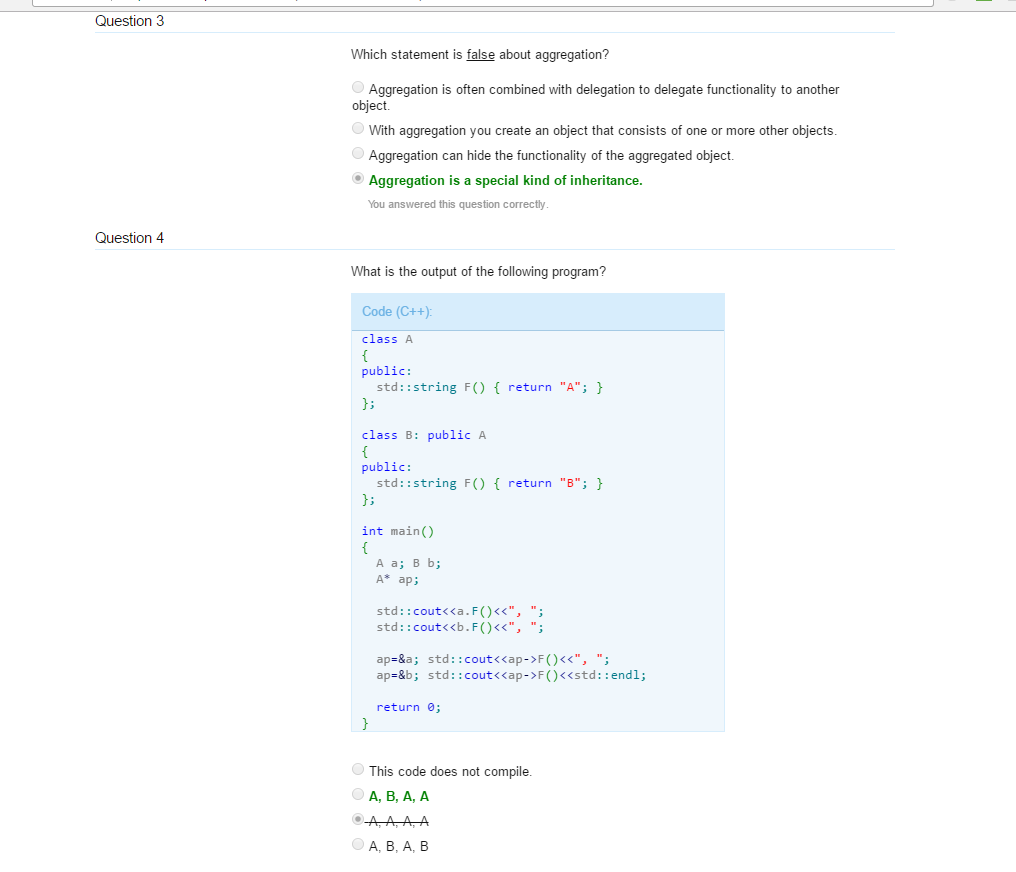 Question 3
Which statement is false about aggregation?
Aggregation is often combined with delegation to delegate functionality to another
object.
With aggregation you create an object that consists of one or more other objects.
Aggregation can hide the functionality of the aggregated object.
Aggregation is a special kind of inheritance.
You answered this question correctly.
Question 4
What is the output of the following program?
Code (C++):
class A
{
public:
  std::string F() { return "A"; }
};
class B: public A
{
public:
  std::string F() { return "B"; }
};
int main()
{
  A a; B b;
  A* ap;
  std::cout<<a.F()<<", ";
  std::cout<<b.F()<<", ";
  ap=&a; std::cout<<ap->F()<<", ";
  ap=&b; std::cout<<ap->F()<<std::endl;
  return 0;
}
This code does not compile.
A, B, A, A
A, A, A, A
A, B, A, B